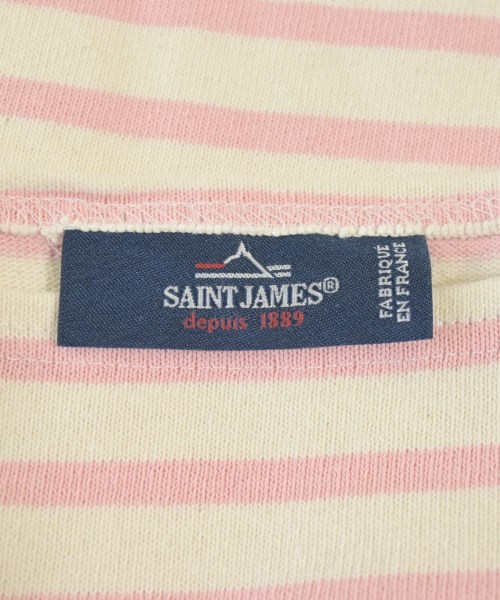 SAINT JAMES®
depuis 1889
FABRIQUÉ
EN FRANCE